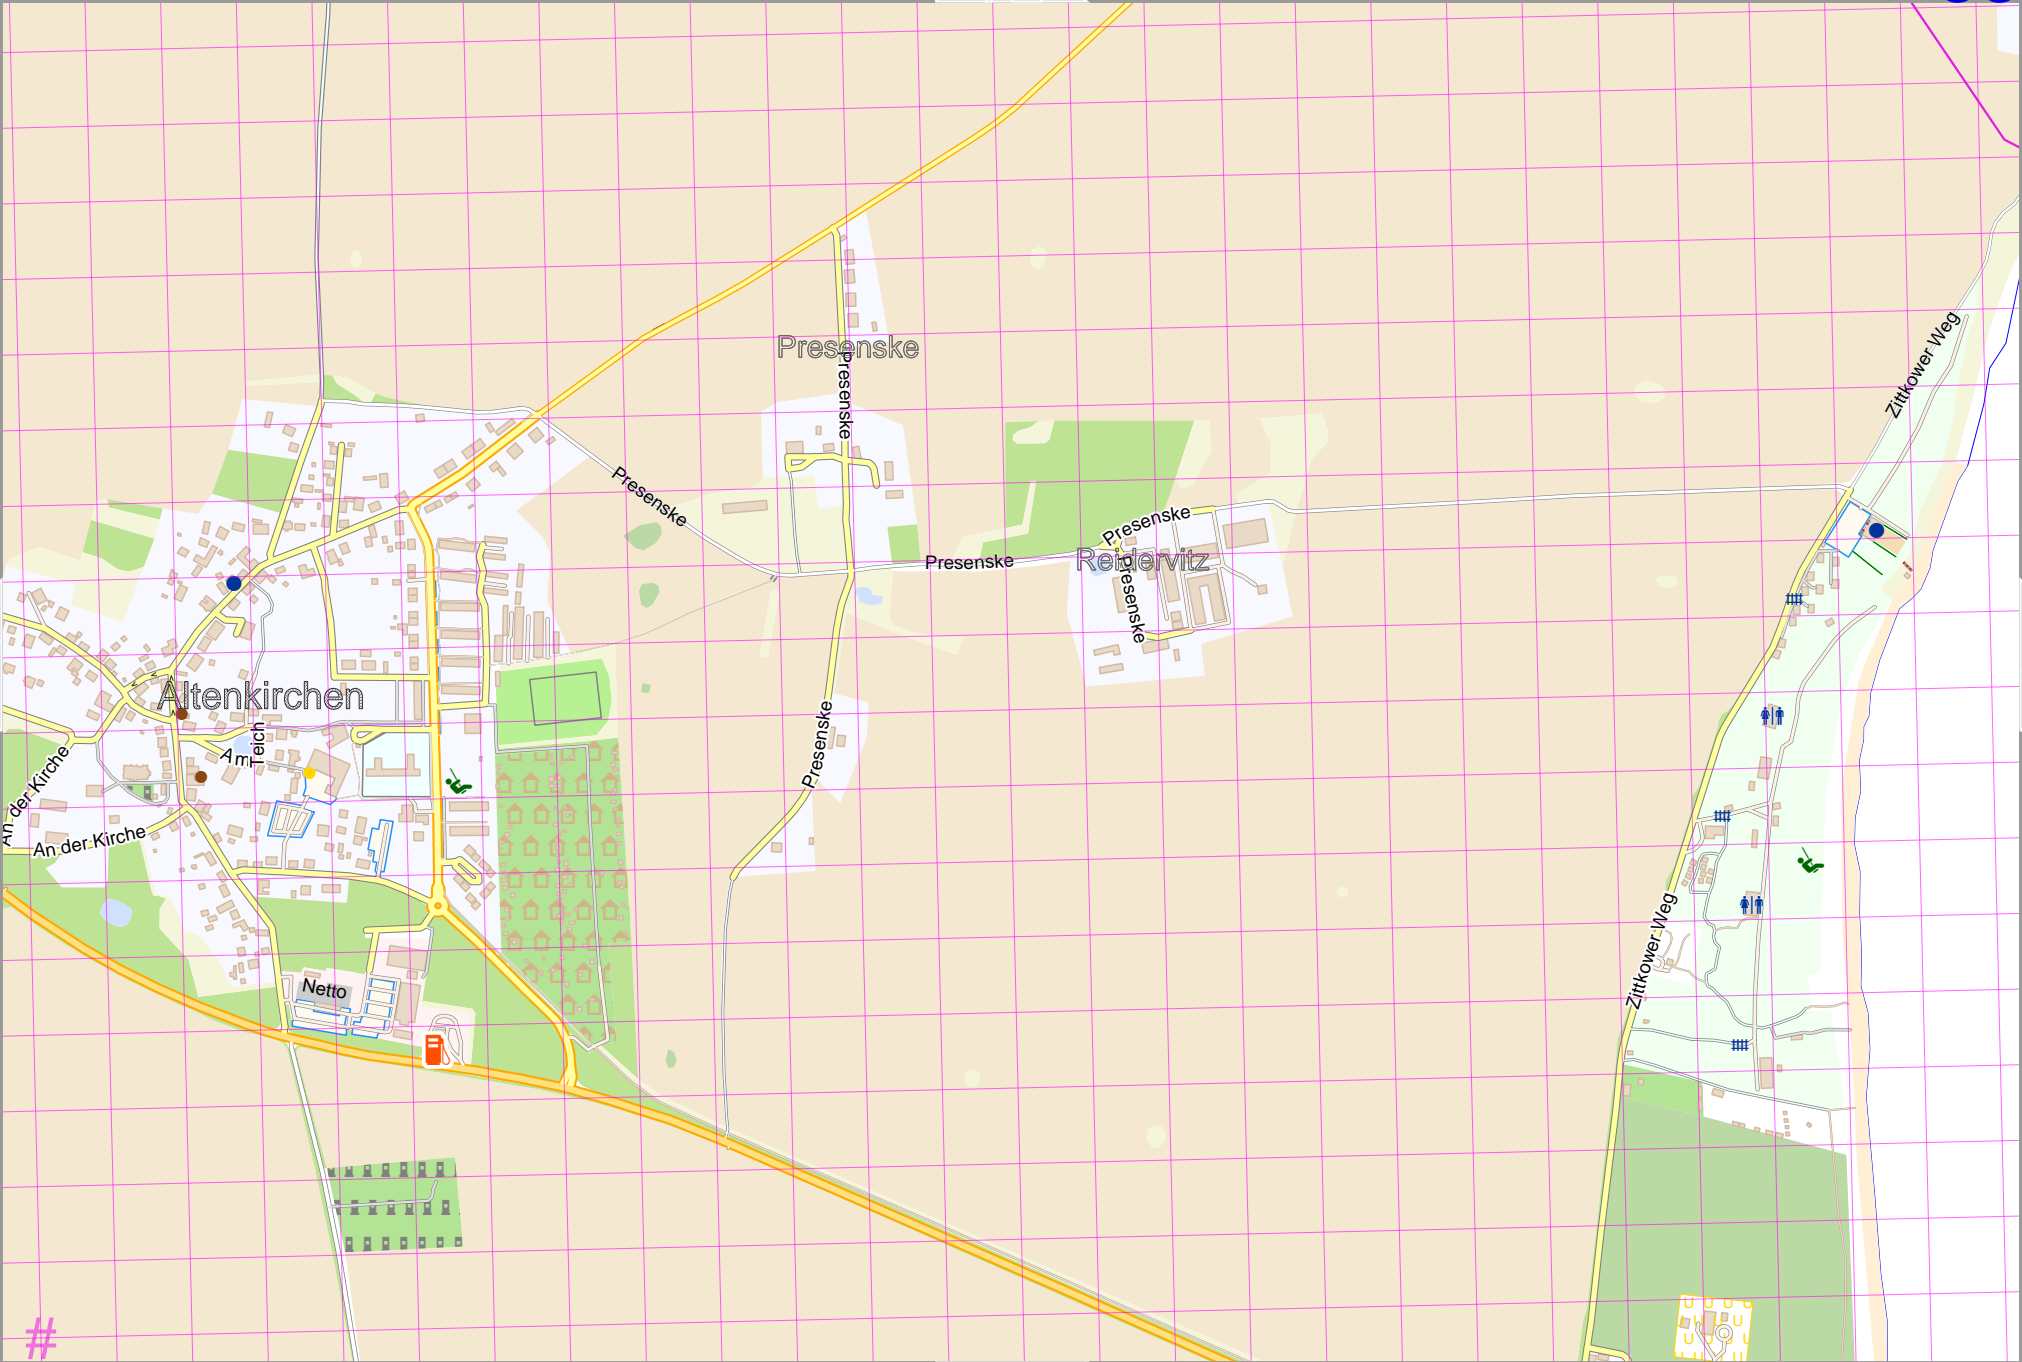 Zittkower Weg
Presenske
Presenske
Presenske
Presenske
Presenske
Reidervitz
Presenske
Altenkirchen
Am Teich
Presenske
An der Kirche
An der Kirche
Zittkower Weg
Netto
#